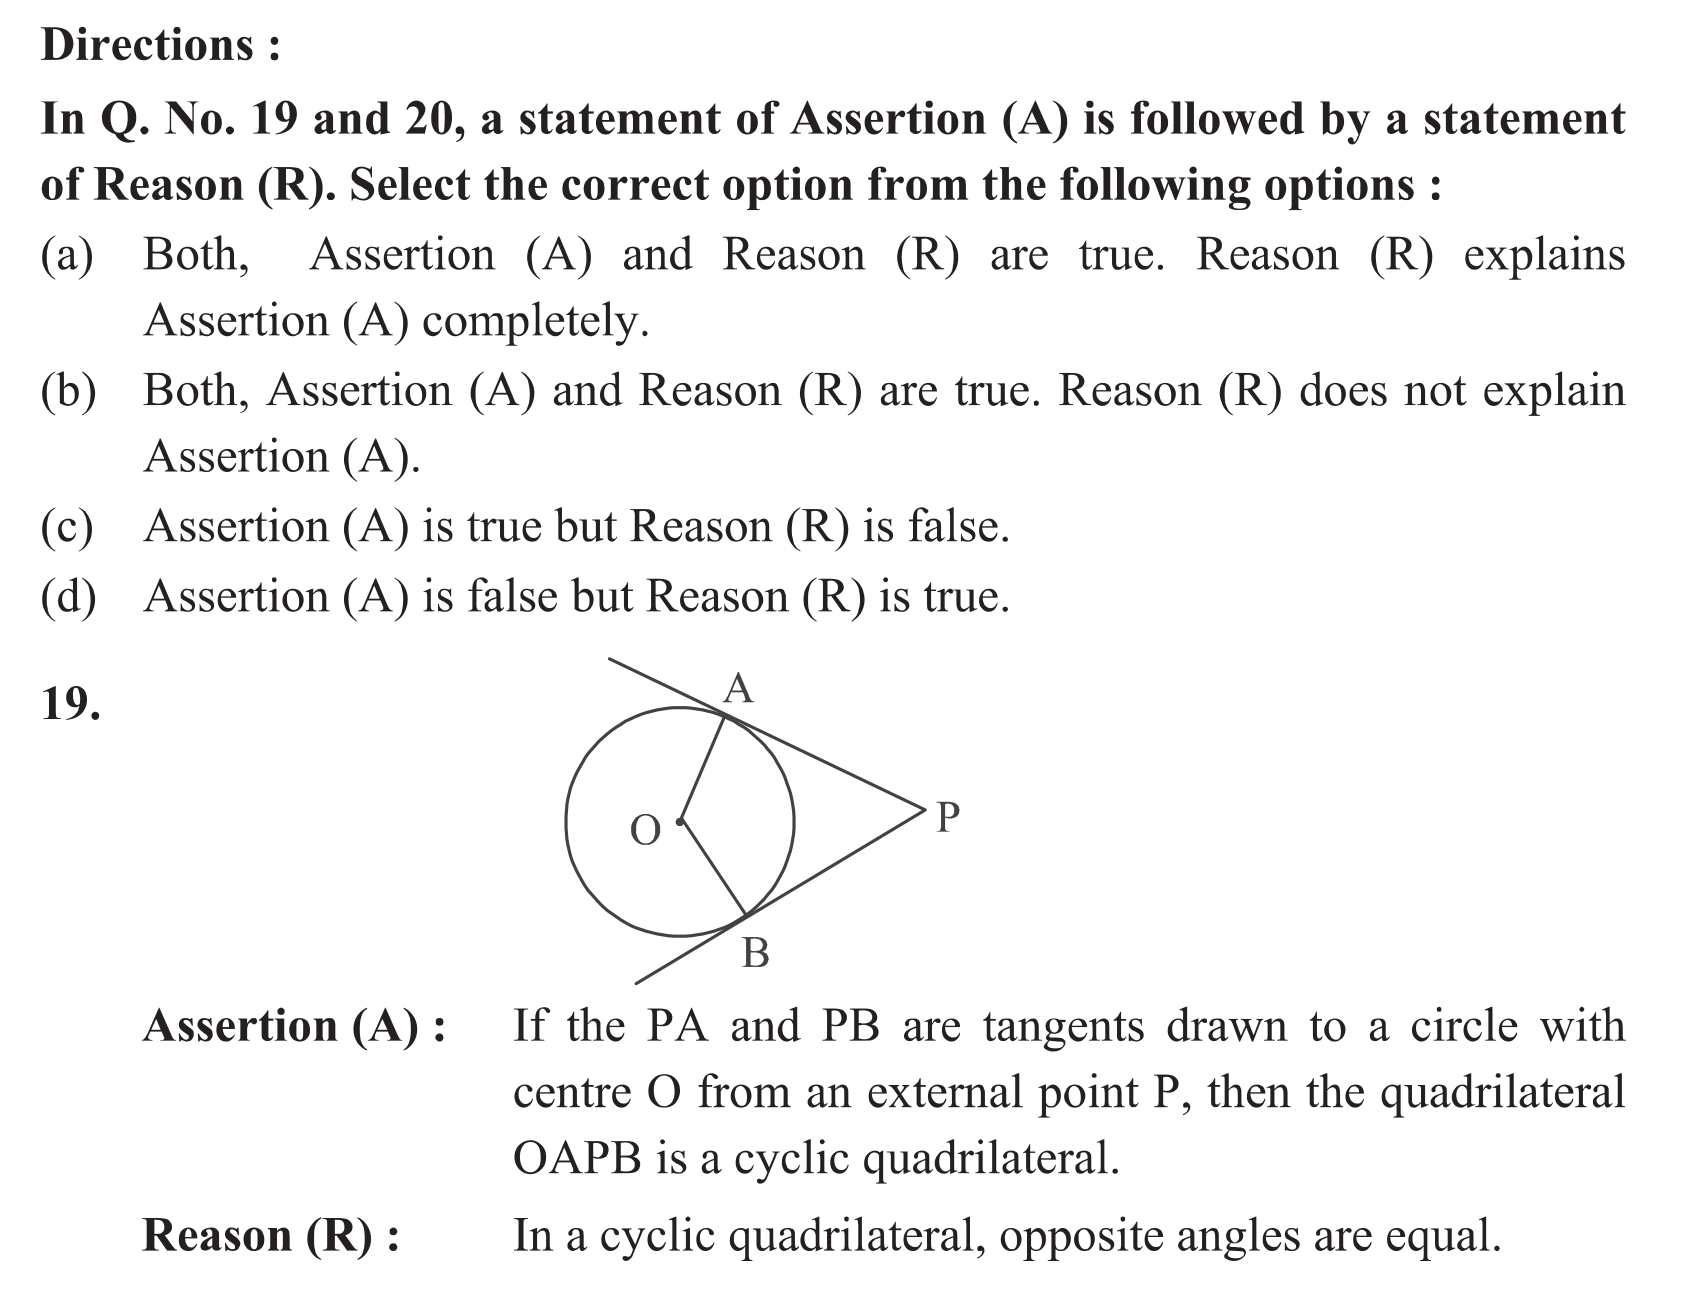 Directions :
In Q. No. 19 and 20, a statement of Assertion (A) is followed by a statement
of Reason (R). Select the correct option from the following options :
(a) Both, Assertion (A) and Reason (R) are true. Reason (R) explains
Assertion (A) completely.
(b) Both, Assertion (A) and Reason (R) are true. Reason (R) does not explain
Assertion (A).
(c) Assertion (A) is true but Reason (R) is false.
(d) Assertion (A) is false but Reason (R) is true.
19.
A
O
P
B
Assertion (A) : If the PA and PB are tangents drawn to a circle with
centre O from an external point P, then the quadrilateral
OAPB is a cyclic quadrilateral.
Reason (R) : In a cyclic quadrilateral, opposite angles are equal.